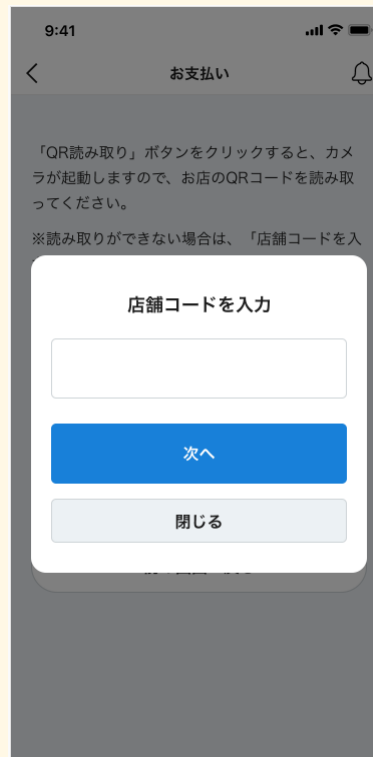 9:41
お支払い
「QR読み取り」ボタンをクリックすると、カメ
ラが起動しますので、お店のQRコードを読み取
ってください。
※読み取りができない場合は、「店舗コードを入
店舗コードを入力
次へ
閉じる